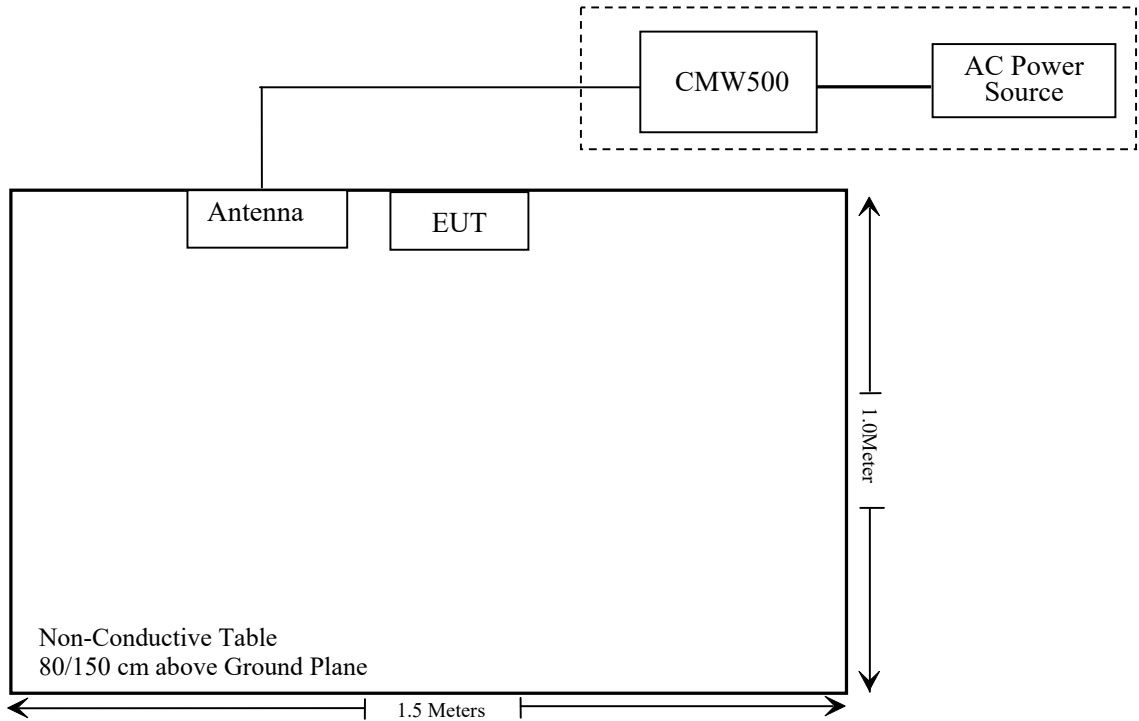 CMW500
AC Power
Source
Antenna
EUT
1.0Meter
Non-Conductive Table
80/150 cm above Ground Plane
1.5 Meters